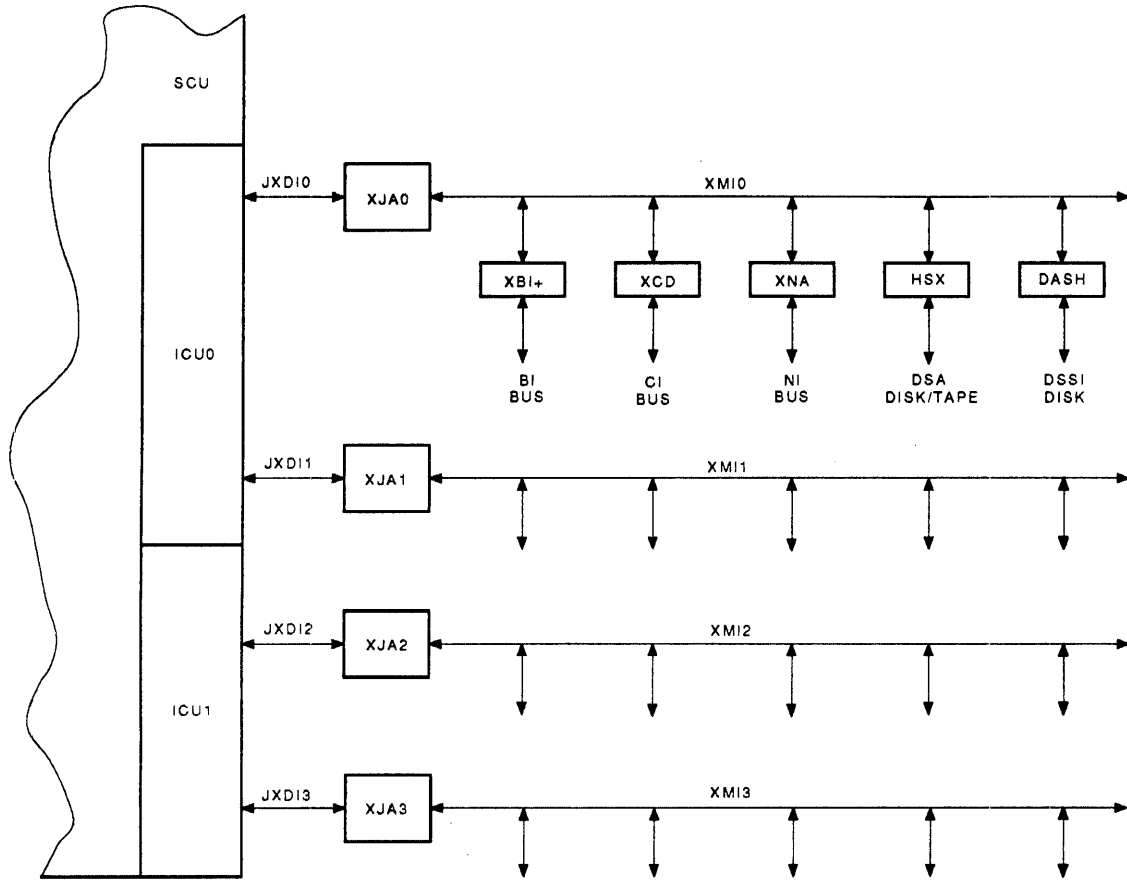 SCU
JXDI0
XJA0
XMI0
XBI+
XCD
XNA
HSX
DASH
ICU0
BI
BUS
CI
BUS
NI
BUS
DSA
DISK/TAPE
DSSI
DISK
JXDI1
XJA1
XMI1
JXDI2
XJA2
XMI2
ICU1
JXDI3
XJA3
XMI3